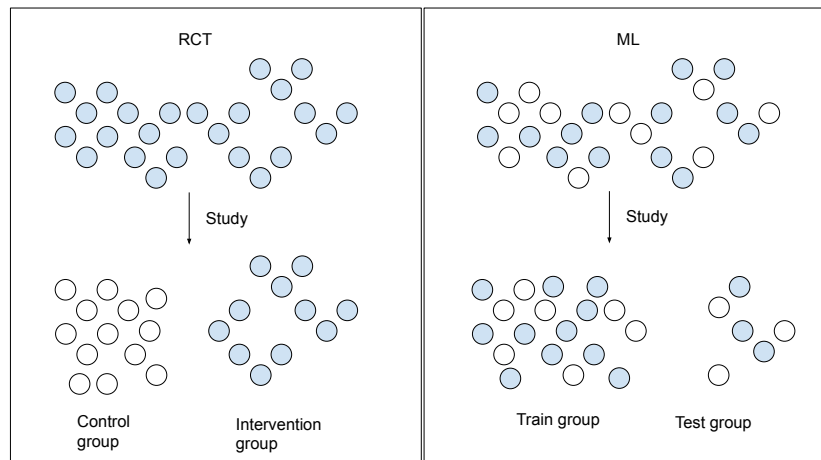 RCT
Study
Control
group
Intervention
group
ML
Study
Train group
Test group